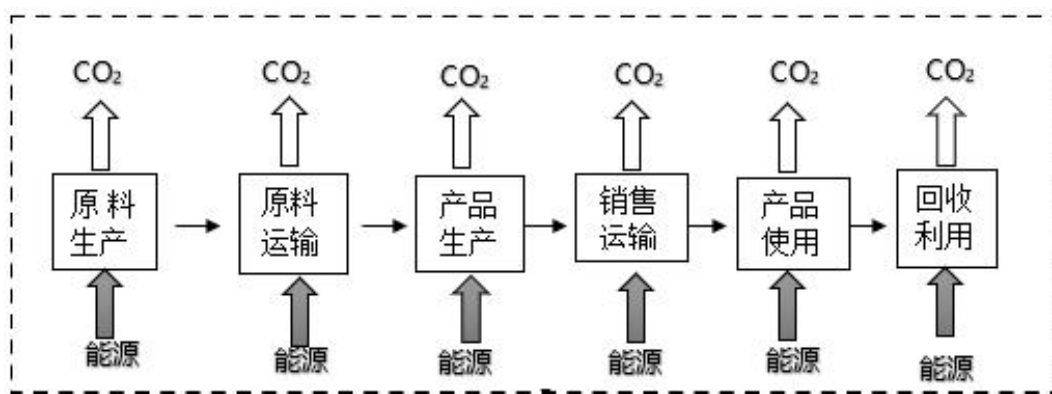 CO₂ CO₂ CO₂ CO₂ CO₂ CO₂
原料
生产
原料
运输
产品
生产
销售
运输
产品
使用
回收
利用
能源 能源 能源 能源 能源 能源